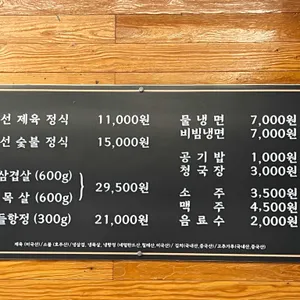 선 제육 정식 11,000원
선 숯불 정식 15,000원
삼겹살 (600g)
29,500원
목 살 (600g)
들항정 (300g) 21,000원
물 냉 면 7,000원
비빔냉면 7,000원
공 기 밥 1,000원
청 국 장 3,000원
소 주 3,500원
맥 주 4,500원
음 료 수 2,000원